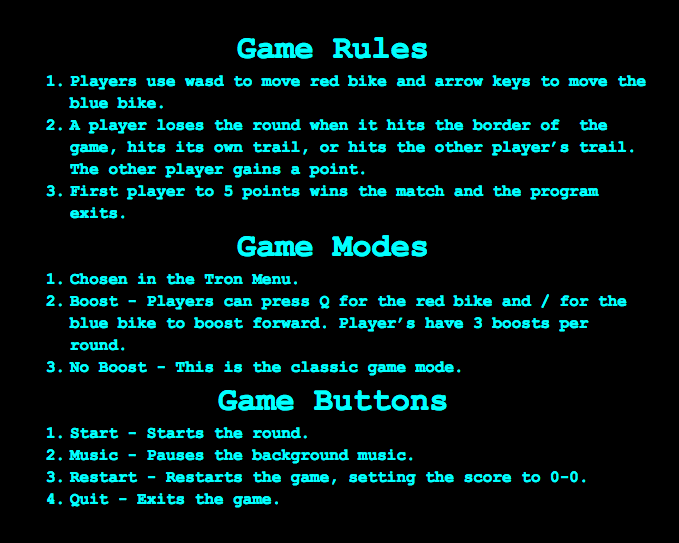 Game Rules
1. Players use wasd to move red bike and arrow keys to move the
blue bike.
2. A player loses the round when it hits the border of  the
game, hits its own trail, or hits the other player’s trail.
The other player gains a point.
3. First player to 5 points wins the match and the program
exits.
Game Modes
1. Chosen in the Tron Menu.
2. Boost - Players can press Q for the red bike and / for the
blue bike to boost forward. Player’s have 3 boosts per
round.
3. No Boost - This is the classic game mode.
Game Buttons
1. Start - Starts the round.
2. Music - Pauses the background music.
3. Restart - Restarts the game, setting the score to 0-0.
4. Quit - Exits the game.